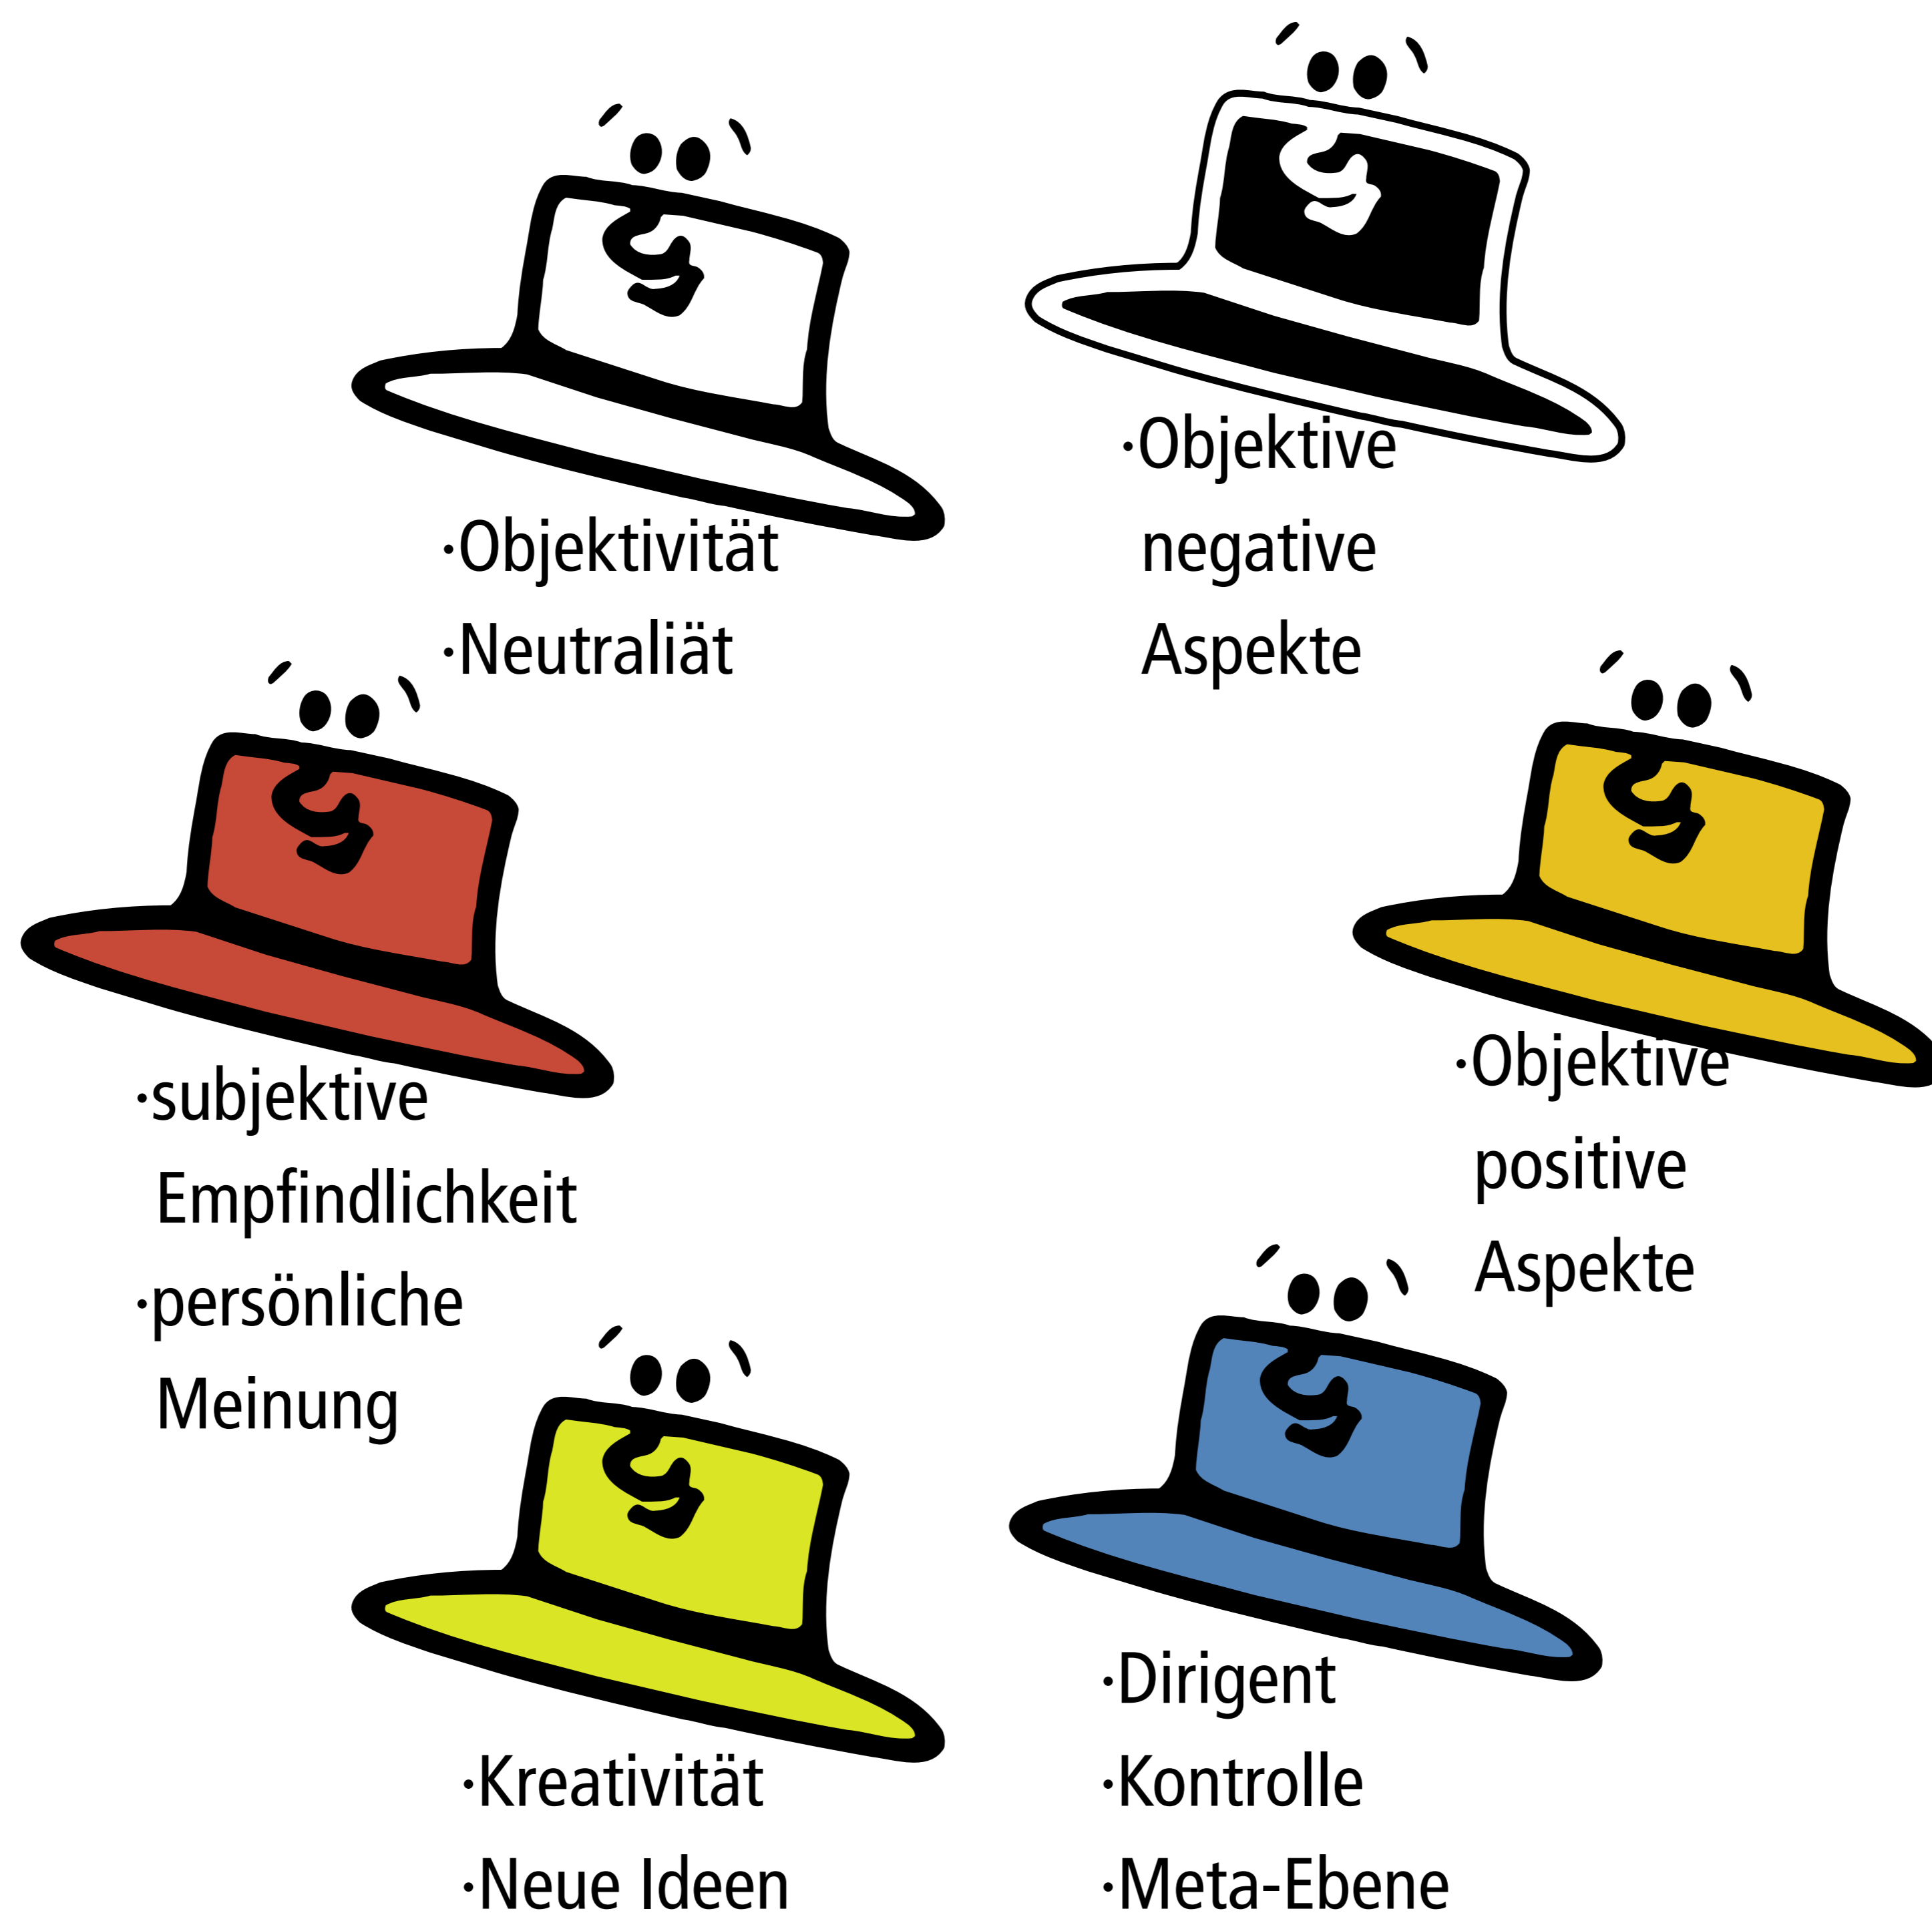 ·Objektivität
·Neutraliät
·Objektive
negative
Aspekte
·subjektive
Empfindlichkeit
·persönliche
Meinung
·Objektive
positive
Aspekte
·Kreativität
·Neue Ideen
·Dirigent
·Kontrolle
·Meta-Ebene